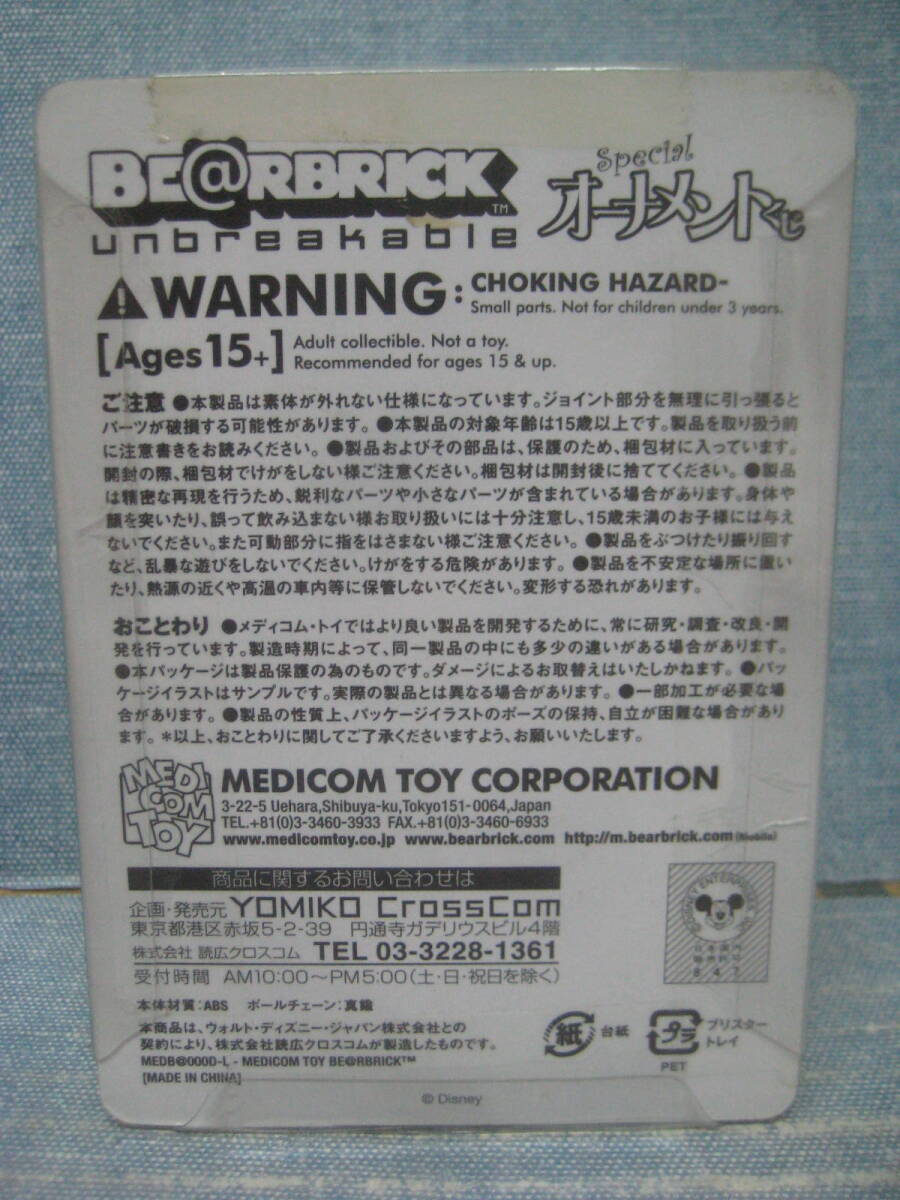 BE@RBRICK™
unbreakable
Special
オーナメントくじ
WARNING: CHOKING HAZARD-
Small parts. Not for children under 3 years.
[Ages15+]
Adult collectible. Not a toy.
Recommended for ages 15 & up.
ご注意 ●本製品は素体が外れない仕様になっています。ジョイント部分を無理に引っ張ると
パーツが破損する可能性があります。 ●本製品の対象年齢は15歳以上です。製品を取り扱う前
に注意書きをお読みください。 ●製品およびその部品は、保護のため、梱包材に入っています。
開封の際、梱包材でけがをしない様ご注意ください。梱包材は開封後に捨ててください。 ●製品
は精密な再現を行うため、鋭利なパーツや小さなパーツが含まれている場合があります。身体や
顔を突いたり、誤って飲み込まない様お取り扱いには十分注意し、15歳未満のお子様には与え
ないでください。また可動部分に指をはさまない様ご注意ください。 ●製品をぶつけたり振り回す
など、乱暴な遊びをしないでください。けがをする危険があります。 ●製品を不安定な場所に置い
たり、熱源の近くや高温の車内等に保管しないでください。変形する恐れがあります。
おことわり ●メディコム・トイではより良い製品を開発するために、常に研究・調査・改良・開
発を行っています。製造時期によって、同一製品の中にも多少の違いがある場合があります。
●本パッケージは製品保護の為のものです。ダメージによるお取替えはいたしかねます。 ●パッ
ケージイラストはサンプルです。実際の製品とは異なる場合があります。 ●一部加工が必要な場
合があります。 ●製品の性質上、パッケージイラストのポーズの保持、自立が困難な場合があり
ます。 *以上、おことわりに関してご了承くださいますよう、お願いいたします。
MEDI
COM
TOY
MEDICOM TOY CORPORATION
3-22-5 Uehara,Shibuya-ku,Tokyo151-0064,Japan
TEL.+81(0)3-3460-3933 FAX.+81(0)3-3460-6933
www.medicomtoy.co.jp www.bearbrick.com http://m.bearbrick.com(Mobile)
商品に関するお問い合わせは
企画・発売元 YOMIKO CrossCom
東京都港区赤坂5-2-39 円通寺ガデリウスビル4階
株式会社 読広クロスコム TEL 03-3228-1361
受付時間 AM10:00～PM5:00(土・日・祝日を除く)
本体材質:ABS ボールチェーン:真鍮
本商品は、ウォルト・ディズニー・ジャパン株式会社との
契約により、株式会社読広クロスコムが製造したものです。
MEDB@000D-L - MEDICOM TOY BE@RBRICK™
[MADE IN CHINA]
日本国内
販売許可
847
紙 台紙
プラ ブリスター
トレイ
PET
© Disney